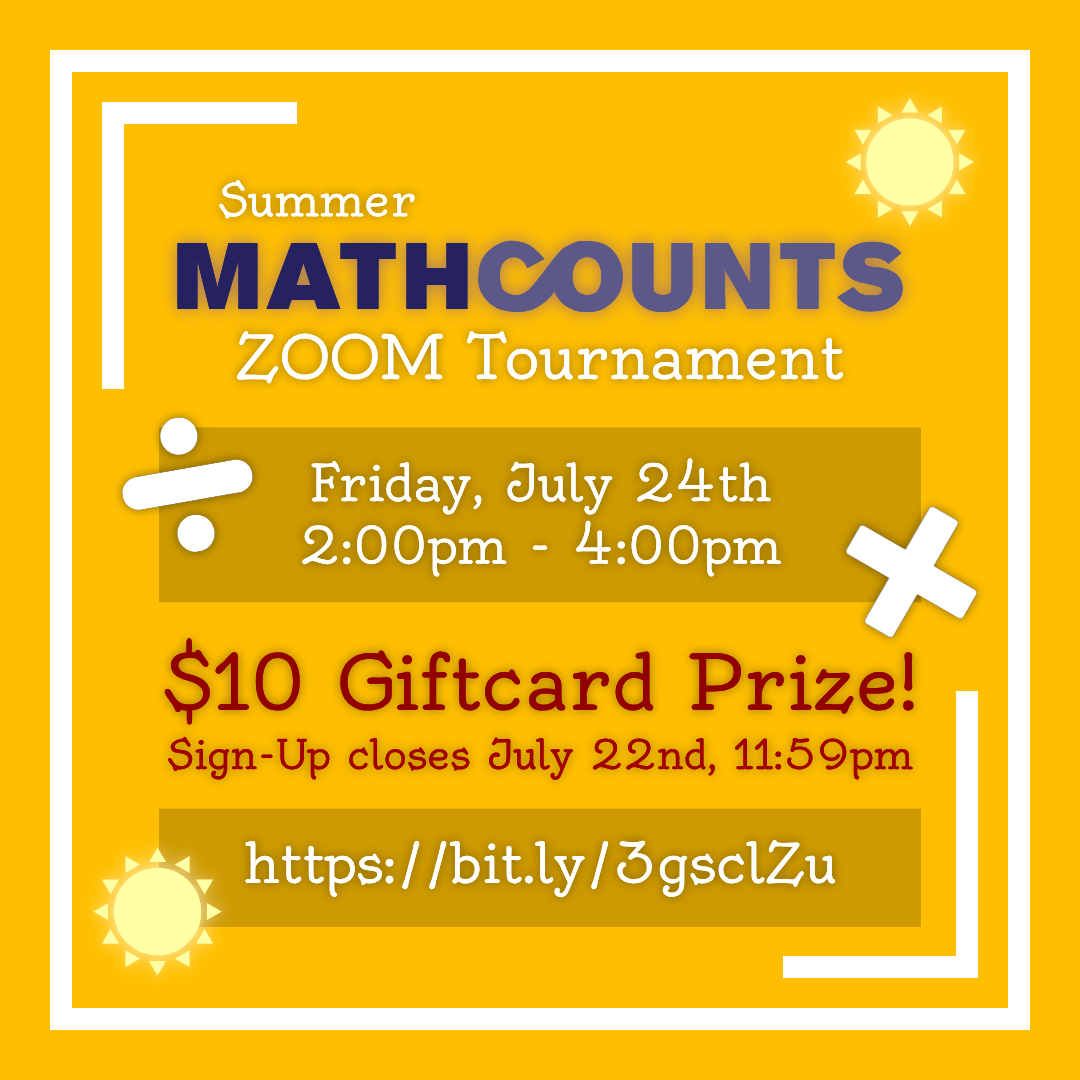 Summer
MATHCOUNTS
ZOOM Tournament
Friday, July 24th
2:00pm - 4:00pm
$10 Giftcard Prize!
Sign-Up closes July 22nd, 11:59pm
https://bit.ly/3gsclZu